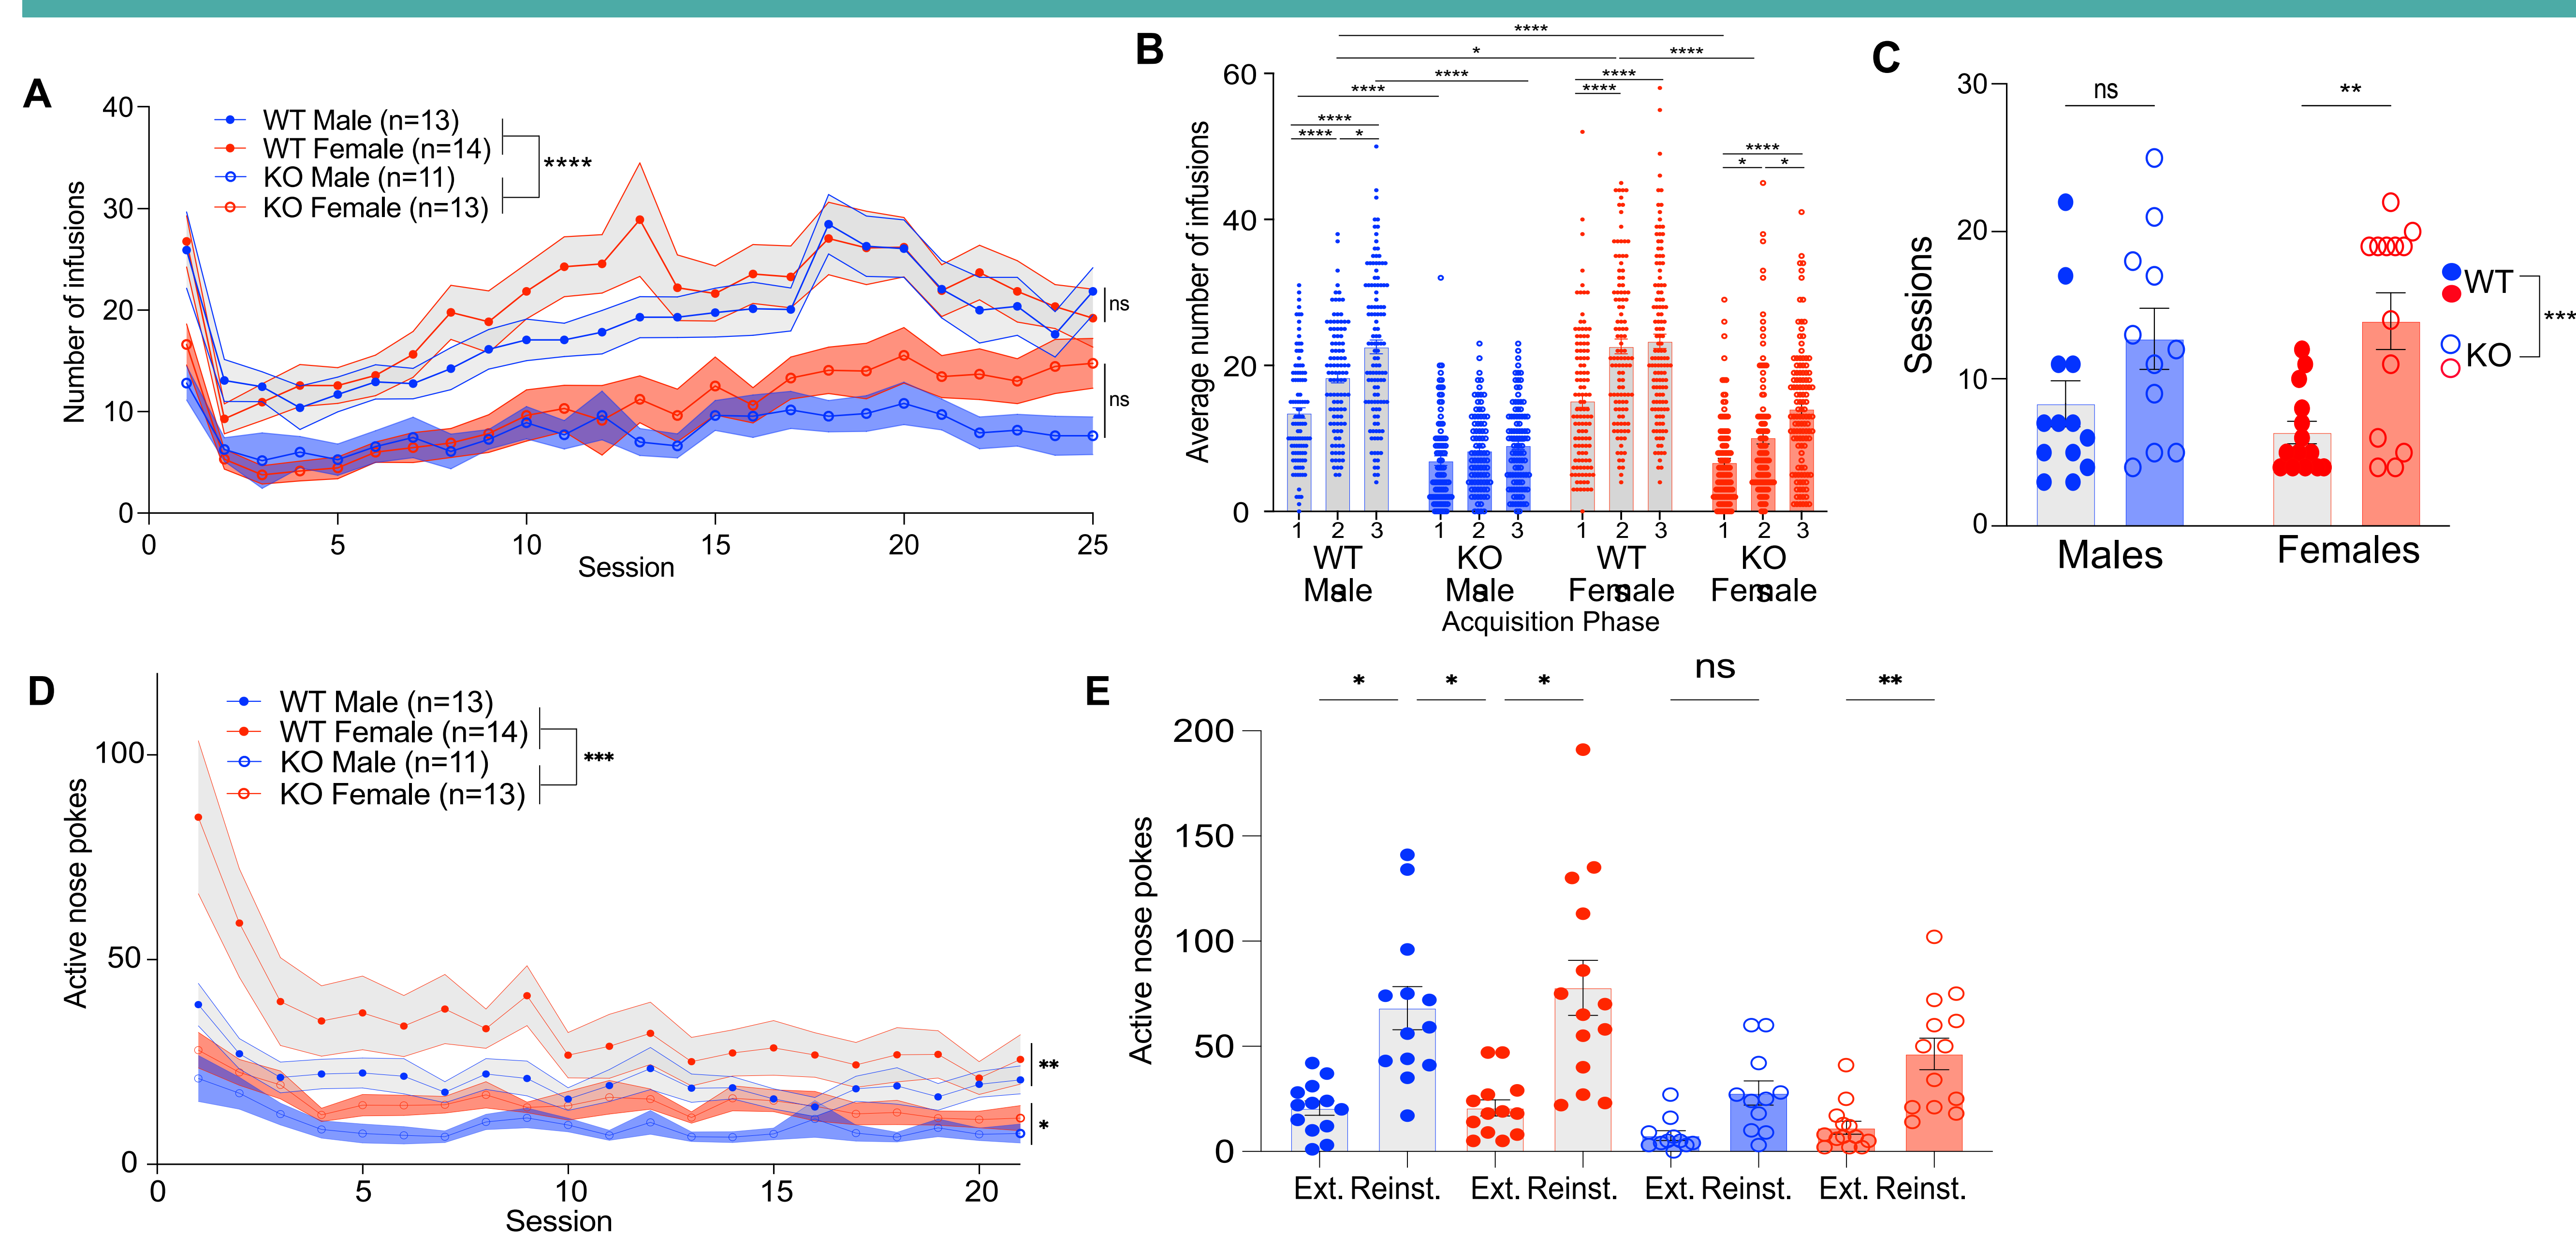 A
40
30
20
10
0
Number of infusions
WT Male (n=13)
WT Female (n=14)
KO Male (n=11)
KO Female (n=13)
****
ns
ns
0 5 10 15 20 25
Session
B
****
* ****
****
****
****
****
****
**** *
****
* *
60
40
20
0
Average number of infusions
1 2 3 1 2 3 1 2 3 1 2 3
WT KO WT KO
Males Males Females Females
Acquisition Phase
C
30
20
10
0
Sessions
ns **
WT
KO
***
Males Females
D
100
50
0
Active nose pokes
WT Male (n=13)
WT Female (n=14)
KO Male (n=11)
KO Female (n=13)
***
**
*
0 5 10 15 20
Session
E
* * * ns **
200
150
100
50
0
Active nose pokes
Ext. Reinst. Ext. Reinst. Ext. Reinst. Ext. Reinst.